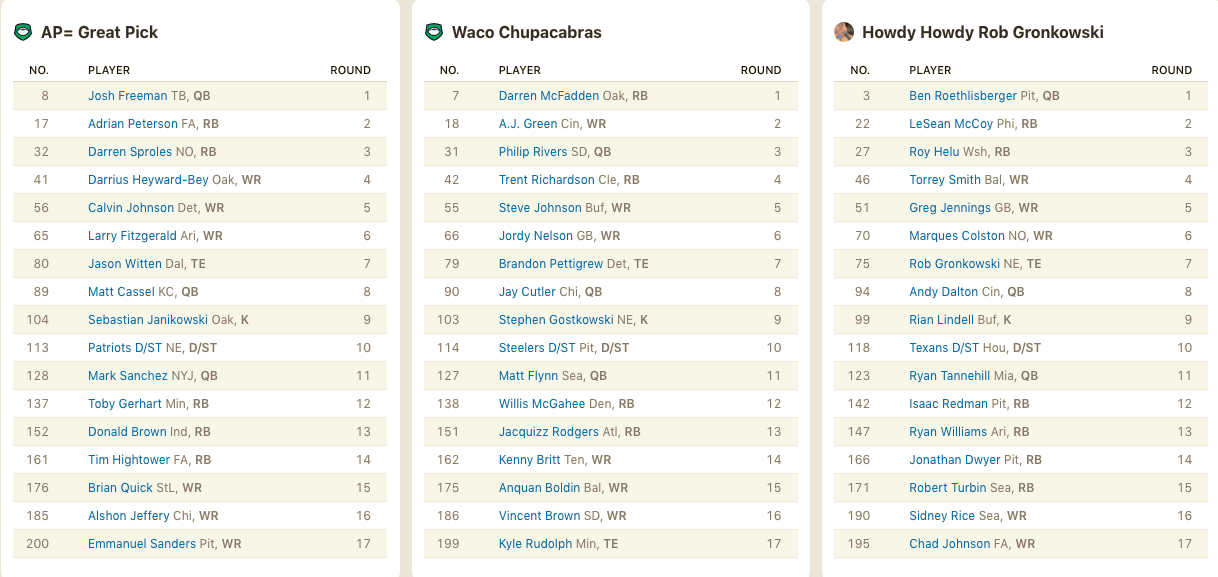 AP= Great Pick
NO. PLAYER ROUND
8 Josh Freeman TB, QB 1
17 Adrian Peterson FA, RB 2
32 Darren Sproles NO, RB 3
41 Darrius Heyward-Bey Oak, WR 4
56 Calvin Johnson Det, WR 5
65 Larry Fitzgerald Ari, WR 6
80 Jason Witten Dal, TE 7
89 Matt Cassel KC, QB 8
104 Sebastian Janikowski Oak, K 9
113 Patriots D/ST NE, D/ST 10
128 Mark Sanchez NYJ, QB 11
137 Toby Gerhart Min, RB 12
152 Donald Brown Ind, RB 13
161 Tim Hightower FA, RB 14
176 Brian Quick StL, WR 15
185 Alshon Jeffery Chi, WR 16
200 Emmanuel Sanders Pit, WR 17
Waco Chupacabras
NO. PLAYER ROUND
7 Darren McFadden Oak, RB 1
18 A.J. Green Cin, WR 2
31 Philip Rivers SD, QB 3
42 Trent Richardson Cle, RB 4
55 Steve Johnson Buf, WR 5
66 Jordy Nelson GB, WR 6
79 Brandon Pettigrew Det, TE 7
90 Jay Cutler Chi, QB 8
103 Stephen Gostkowski NE, K 9
114 Steelers D/ST Pit, D/ST 10
127 Matt Flynn Sea, QB 11
138 Willis McGahee Den, RB 12
151 Jacquizz Rodgers Atl, RB 13
162 Kenny Britt Ten, WR 14
175 Anquan Boldin Bal, WR 15
186 Vincent Brown SD, WR 16
199 Kyle Rudolph Min, TE 17
Howdy Howdy Rob Gronkowski
NO. PLAYER ROUND
3 Ben Roethlisberger Pit, QB 1
22 LeSean McCoy Phi, RB 2
27 Roy Helu Wsh, RB 3
46 Torrey Smith Bal, WR 4
51 Greg Jennings GB, WR 5
70 Marques Colston NO, WR 6
75 Rob Gronkowski NE, TE 7
94 Andy Dalton Cin, QB 8
99 Rian Lindell Buf, K 9
118 Texans D/ST Hou, D/ST 10
123 Ryan Tannehill Mia, QB 11
142 Isaac Redman Pit, RB 12
147 Ryan Williams Ari, RB 13
166 Jonathan Dwyer Pit, RB 14
171 Robert Turbin Sea, RB 15
190 Sidney Rice Sea, WR 16
195 Chad Johnson FA, WR 17